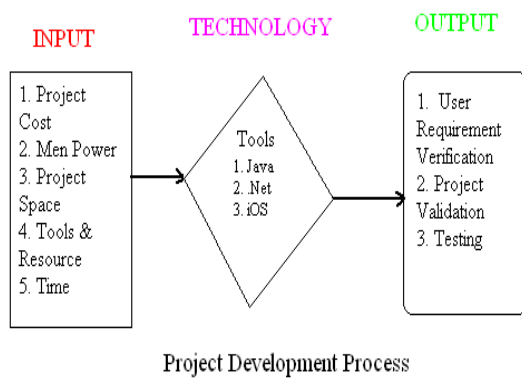 INPUT
TECHNOLOGY
OUTPUT
1. Project
Cost
2. Men Power
3. Project
Space
4. Tools &
Resource
5. Time
Tools
1. Java
2. .Net
3. iOS
1. User
Requirement
Verification
2. Project
Validation
3. Testing
Project Development Process